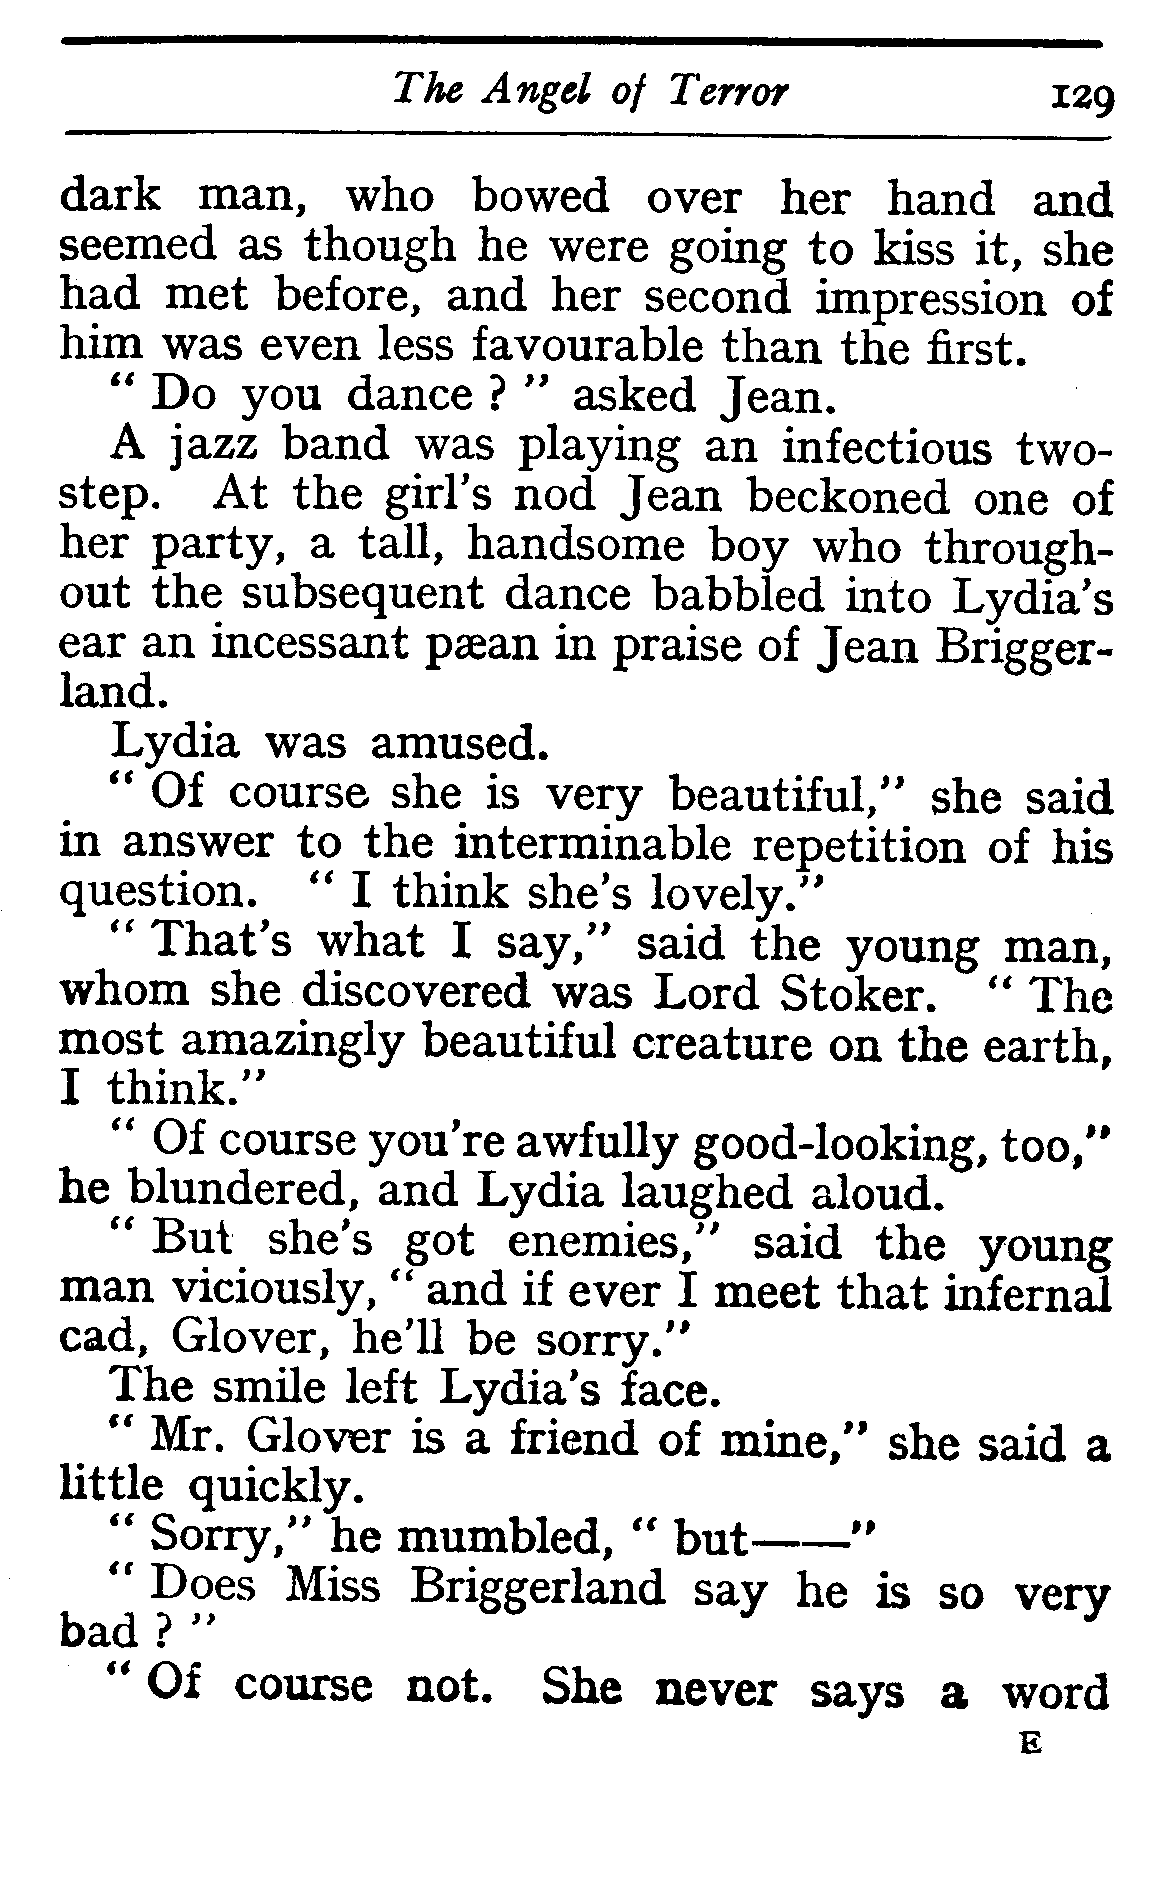 The Angel of Terror 129
dark man, who bowed over her hand and
seemed as though he were going to kiss it, she
had met before, and her second impression of
him was even less favourable than the first.
" Do you dance ? " asked Jean.
A jazz band was playing an infectious two-
step. At the girl's nod Jean beckoned one of
her party, a tall, handsome boy who through-
out the subsequent dance babbled into Lydia's
ear an incessant pæan in praise of Jean Brigger-
land.
Lydia was amused.
" Of course she is very beautiful," she said
in answer to the interminable repetition of his
question. " I think she's lovely."
" That's what I say," said the young man,
whom she discovered was Lord Stoker. " The
most amazingly beautiful creature on the earth,
I think."
" Of course you're awfully good-looking, too,"
he blundered, and Lydia laughed aloud.
" But she's got enemies," said the young
man viciously, " and if ever I meet that infernal
cad, Glover, he'll be sorry."
The smile left Lydia's face.
" Mr. Glover is a friend of mine," she said a
little quickly.
" Sorry," he mumbled, " but——"
" Does Miss Briggerland say he is so very
bad ? "
" Of course not. She never says a word
E